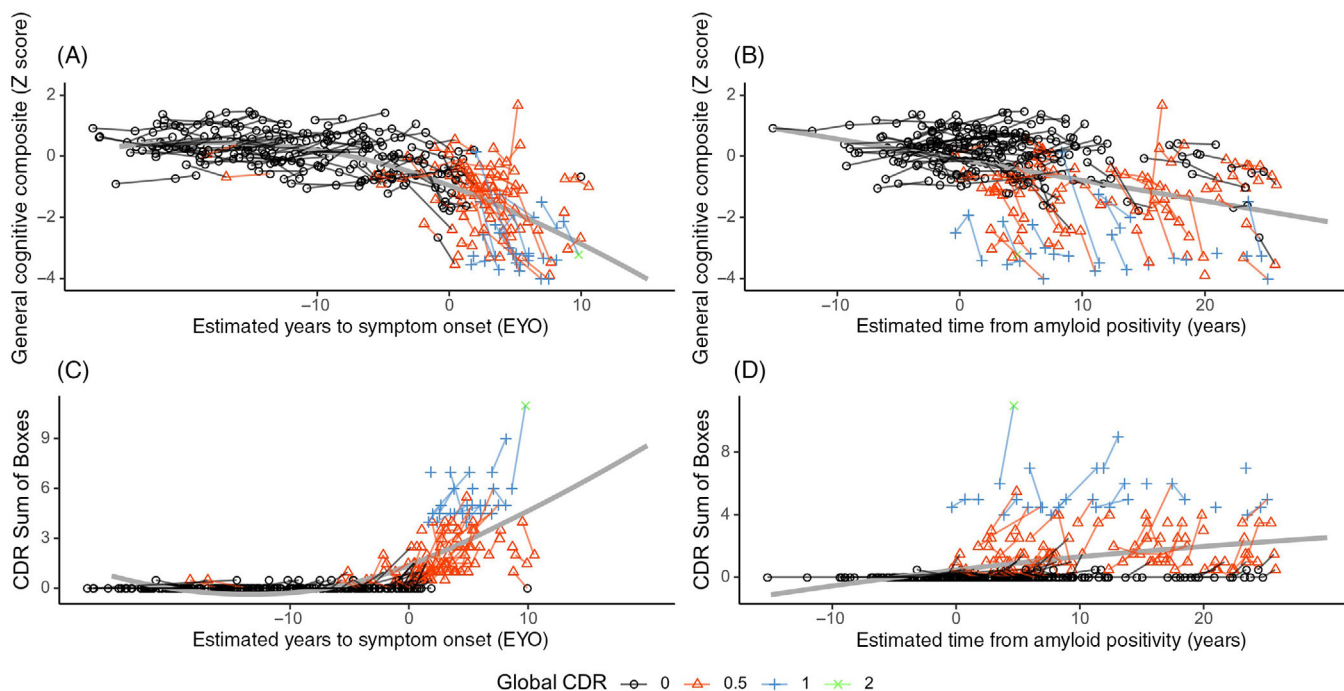 (A)
General cognitive composite (Z score)
2
0
−2
−4
−10
0
10
Estimated years to symptom onset (EYO)
(B)
General cognitive composite (Z score)
2
0
−2
−4
−10
0
10
20
Estimated time from amyloid positivity (years)
(C)
CDR Sum of Boxes
9
6
3
0
−10
0
10
Estimated years to symptom onset (EYO)
(D)
CDR Sum of Boxes
8
4
0
−10
0
10
20
Estimated time from amyloid positivity (years)
Global CDR 0 0.5 1 2